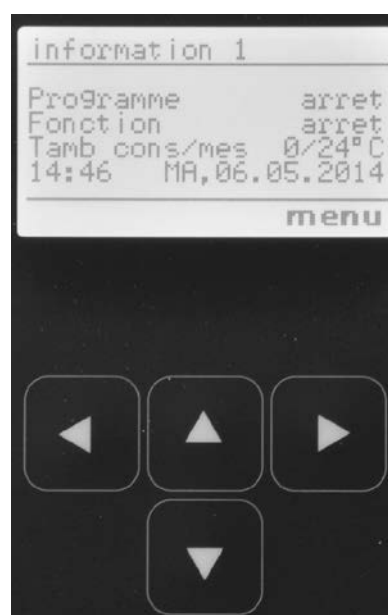 information 1
Programme arret
Fonction arret
Tamb cons/mes 0/24°C
14:46 MA,06.05.2014
menu